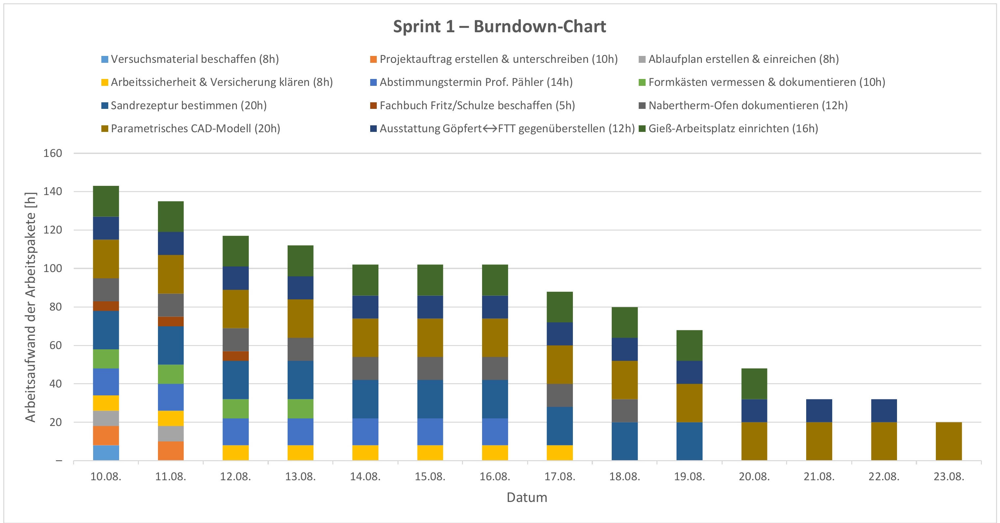 Sprint 1 – Burndown-Chart
Versuchsmaterial beschaffen (8h)
Projektauftrag erstellen & unterschreiben (10h)
Ablaufplan erstellen & einreichen (8h)
Arbeitssicherheit & Versicherung klären (8h)
Abstimmungstermin Prof. Pähler (14h)
Formkästen vermessen & dokumentieren (10h)
Sandrezeptur bestimmen (20h)
Fachbuch Fritz/Schulze beschaffen (5h)
Nabertherm-Ofen dokumentieren (12h)
Parametrisches CAD-Modell (20h)
Ausstattung Göpfert↔FTT gegenüberstellen (12h)
Gieß-Arbeitsplatz einrichten (16h)
Arbeitsaufwand der Arbeitspakete [h]
160
140
120
100
80
60
40
20
–
10.08. 11.08. 12.08. 13.08. 14.08. 15.08. 16.08. 17.08. 18.08. 19.08. 20.08. 21.08. 22.08. 23.08.
Datum